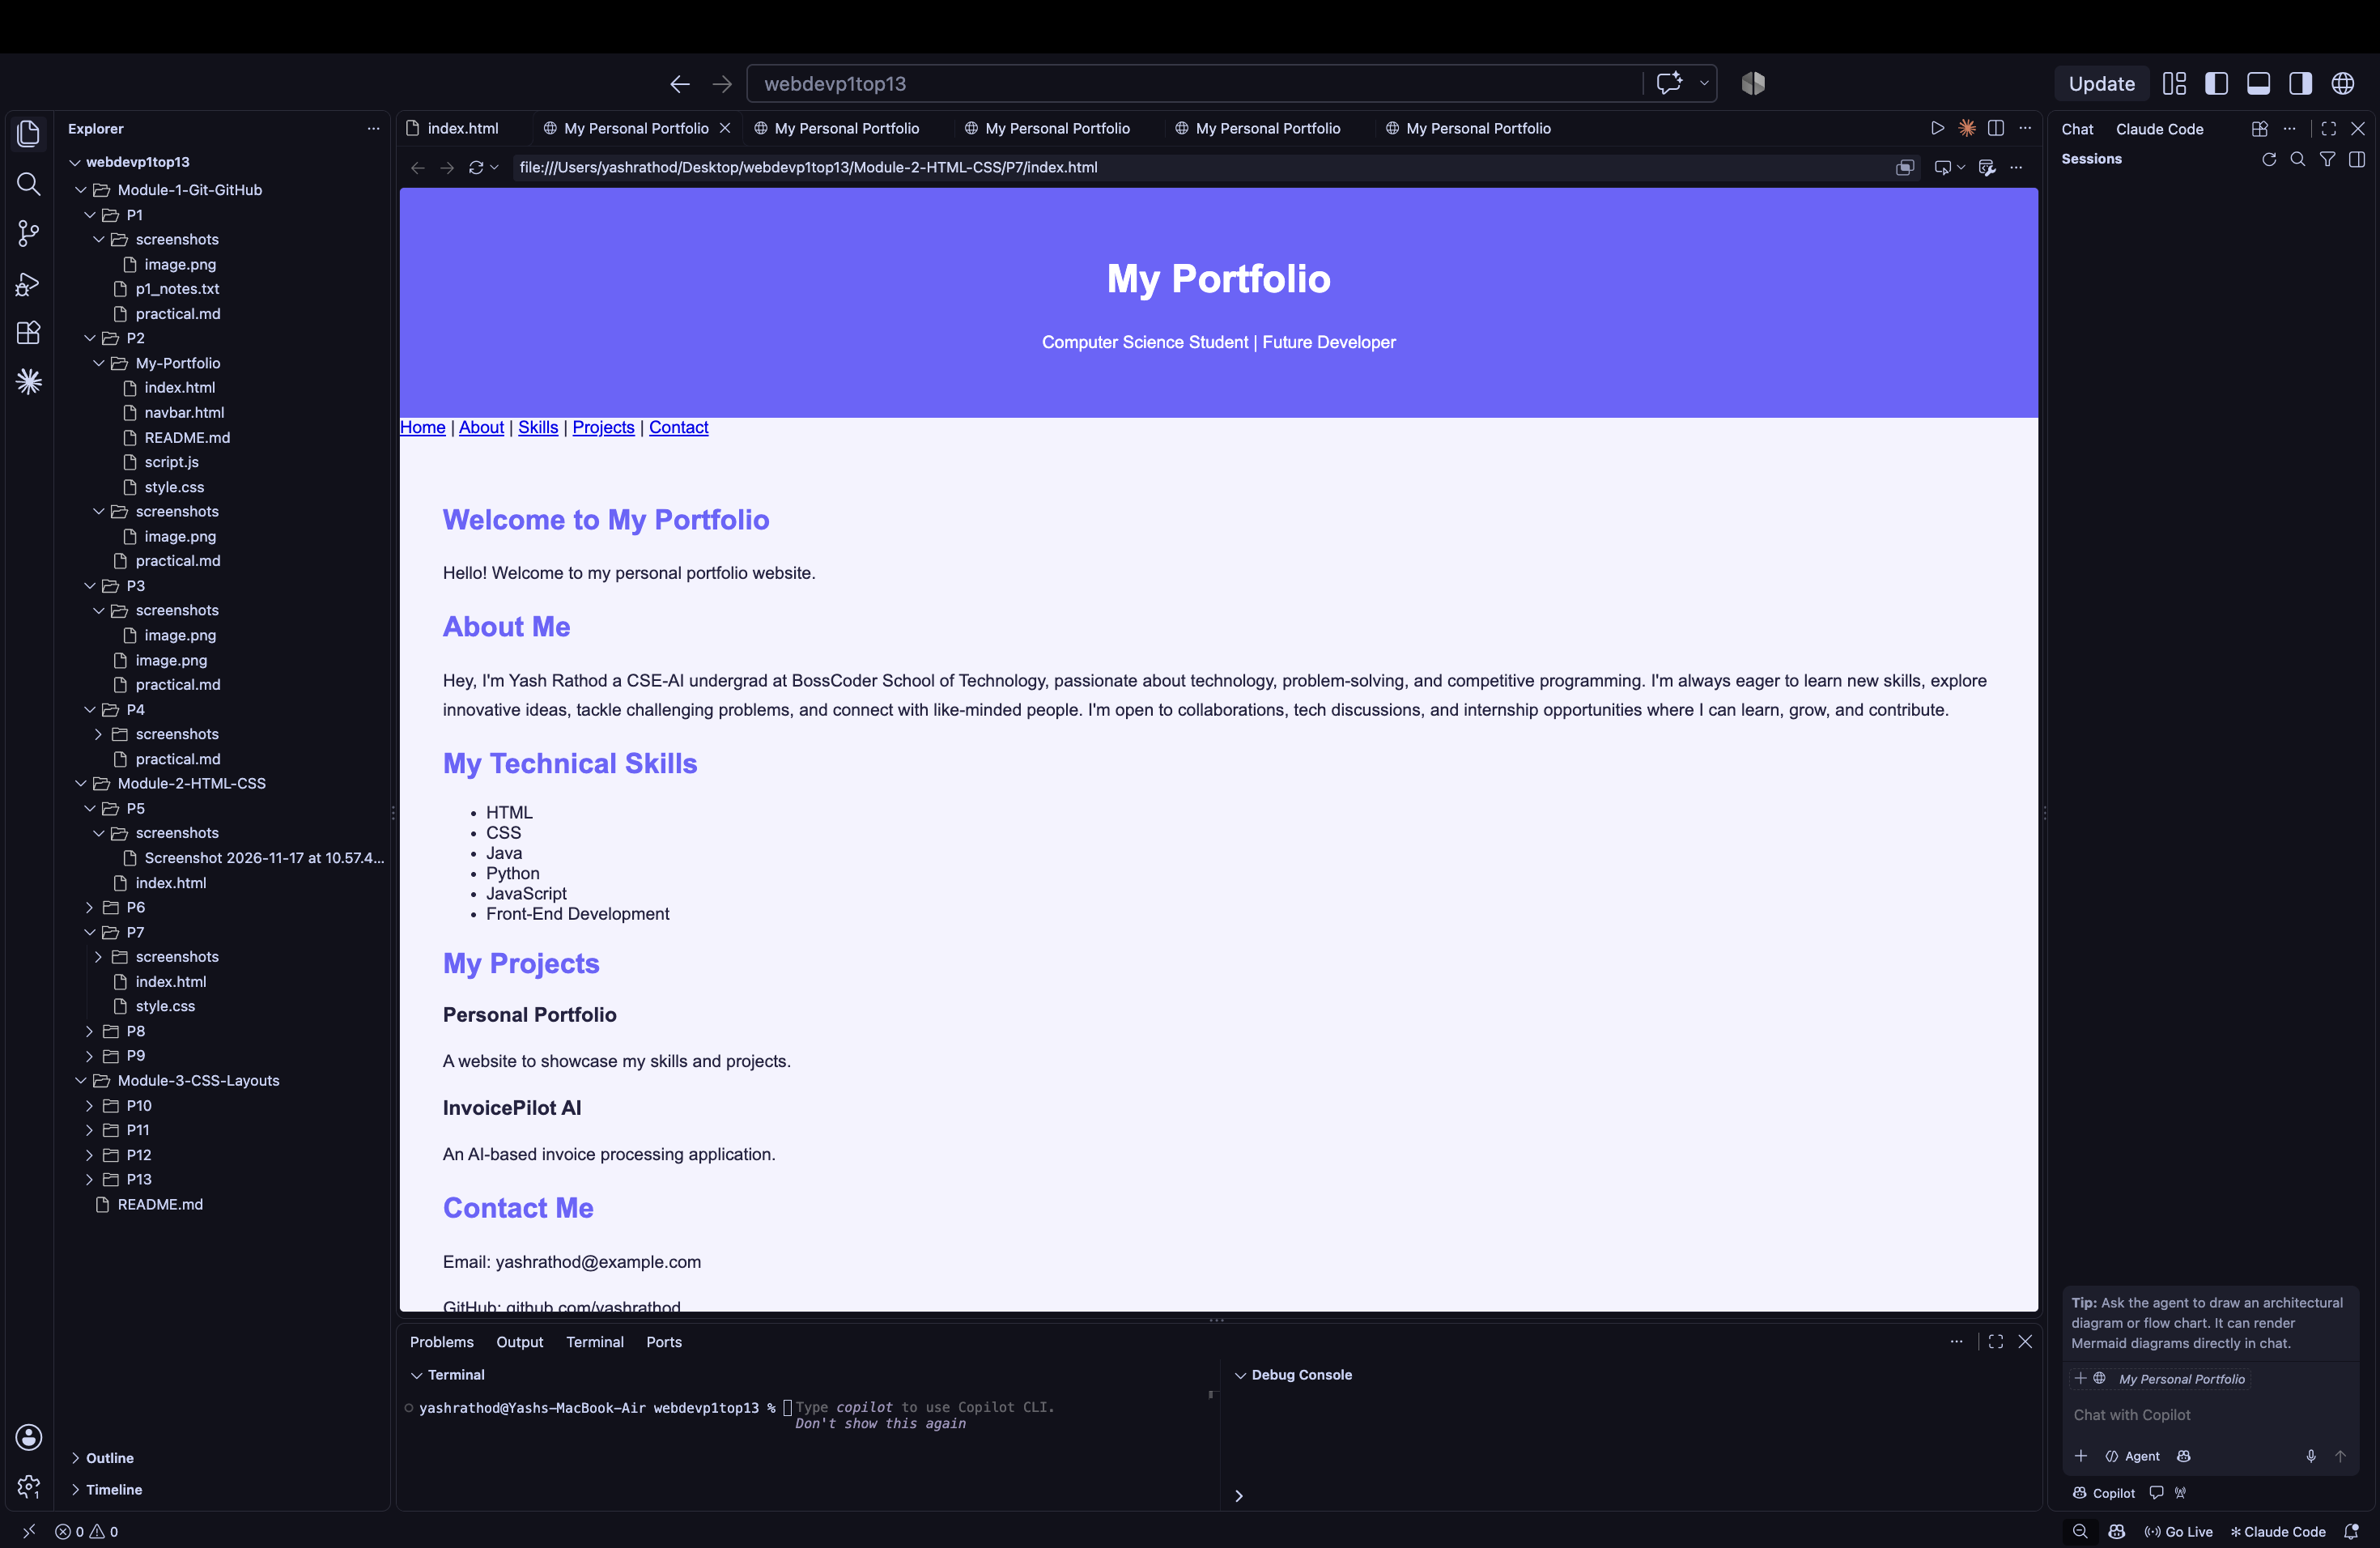 webdevp1top13
Update
Explorer
webdevp1top13
Module-1-Git-GitHub
P1
screenshots
image.png
p1_notes.txt
practical.md
P2
My-Portfolio
index.html
navbar.html
README.md
script.js
style.css
screenshots
image.png
practical.md
P3
screenshots
image.png
image.png
practical.md
P4
screenshots
practical.md
Module-2-HTML-CSS
P5
screenshots
Screenshot 2026-11-17 at 10.57.4...
index.html
P6
P7
screenshots
index.html
style.css
P8
P9
Module-3-CSS-Layouts
P10
P11
P12
P13
README.md
Outline
Timeline
index.html My Personal Portfolio My Personal Portfolio My Personal Portfolio My Personal Portfolio My Personal Portfolio
file:///Users/yashrathod/Desktop/webdevp1top13/Module-2-HTML-CSS/P7/index.html
My Portfolio
Computer Science Student | Future Developer
Home | About | Skills | Projects | Contact
Welcome to My Portfolio
Hello! Welcome to my personal portfolio website.
About Me
Hey, I'm Yash Rathod a CSE-AI undergrad at BossCoder School of Technology, passionate about technology, problem-solving, and competitive programming. I'm always eager to learn new skills, explore
innovative ideas, tackle challenging problems, and connect with like-minded people. I'm open to collaborations, tech discussions, and internship opportunities where I can learn, grow, and contribute.
My Technical Skills
• HTML
• CSS
• Java
• Python
• JavaScript
• Front-End Development
My Projects
Personal Portfolio
A website to showcase my skills and projects.
InvoicePilot AI
An AI-based invoice processing application.
Contact Me
Email: yashrathod@example.com
GitHub: github.com/yashrathod
Problems Output Terminal Ports
Terminal
yashrathod@Yashs-MacBook-Air webdevp1top13 % Type copilot to use Copilot CLI.
Don't show this again
Debug Console
Chat Claude Code
Sessions
Tip: Ask the agent to draw an architectural
diagram or flow chart. It can render
Mermaid diagrams directly in chat.
My Personal Portfolio
Chat with Copilot
Agent
Copilot
0 0
Go Live Claude Code